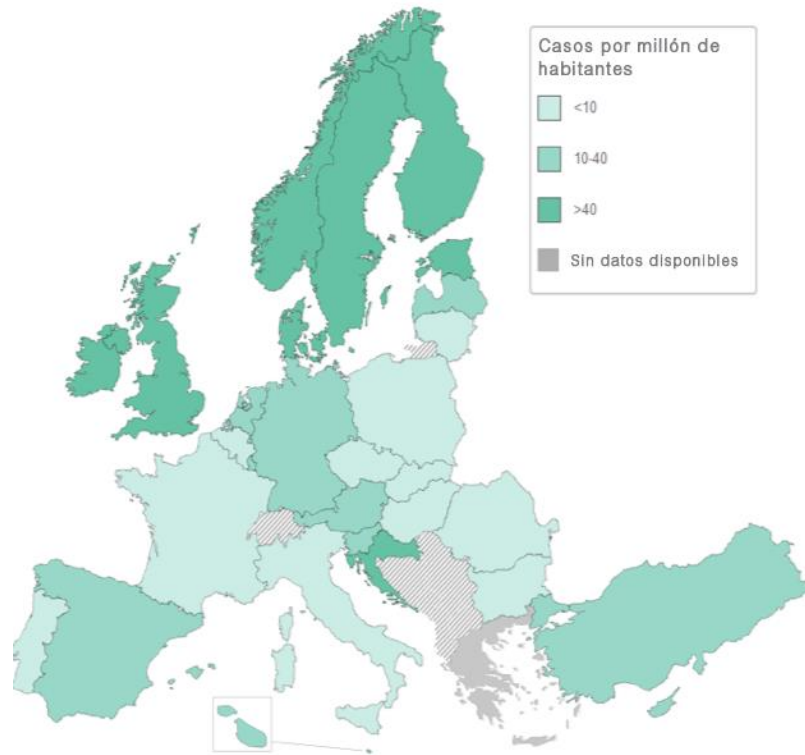 Casos por millón de
habitantes
<10
10-40
>40
Sin datos disponibles